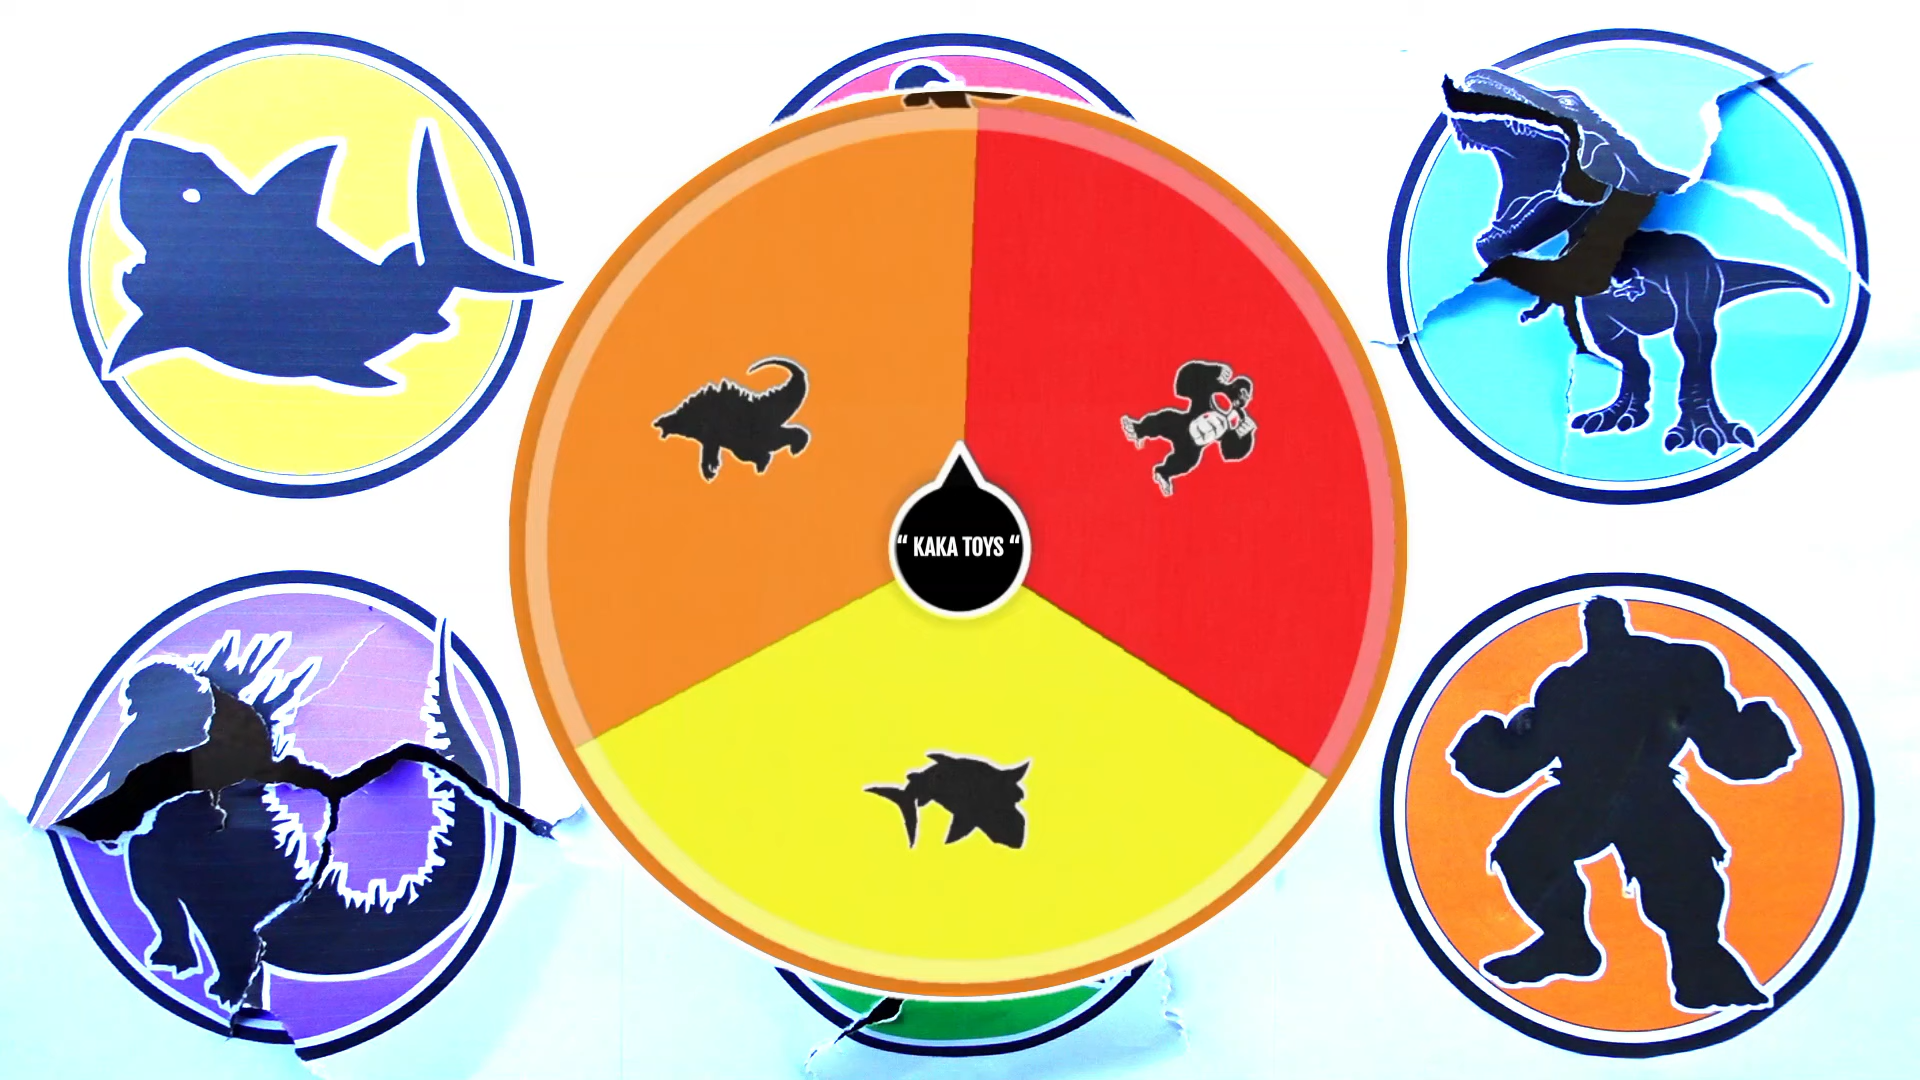 “ KAKA TOYS “